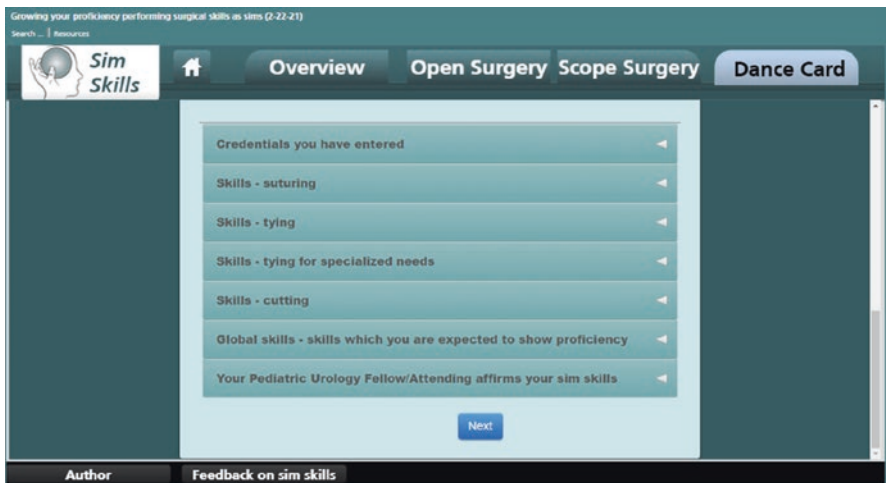 Growing your proficiency performing surgical skills as sims (2-22-21)
Search ... | Resources
Sim Skills
Overview
Open Surgery
Scope Surgery
Dance Card
Credentials you have entered
Skills - suturing
Skills - tying
Skills - tying for specialized needs
Skills - cutting
Global skills - skills which you are expected to show proficiency
Your Pediatric Urology Fellow/Attending affirms your sim skills
Next
Author
Feedback on sim skills